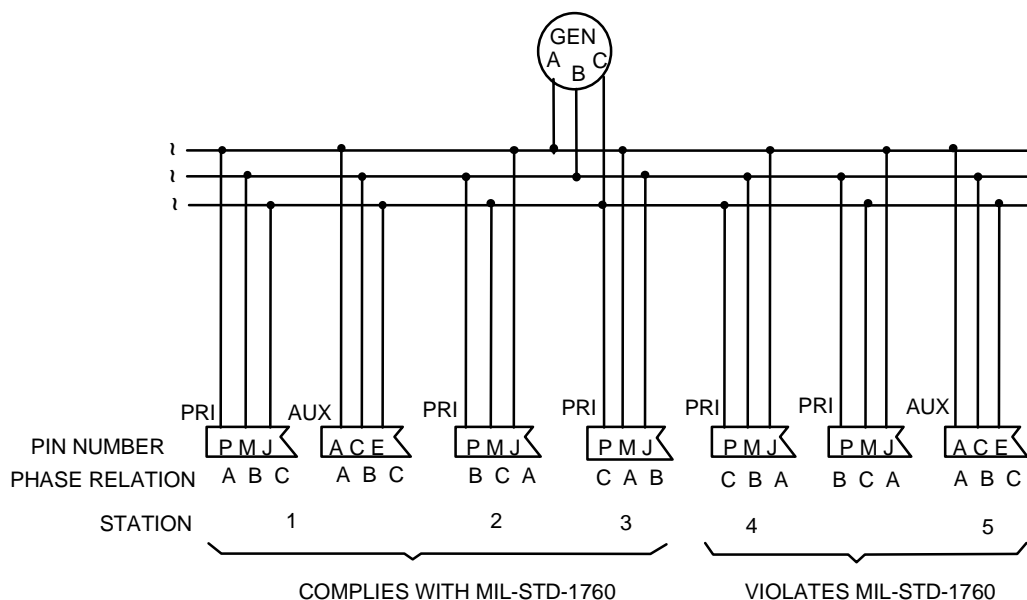 GEN
A B C
~
~
~
PRI AUX PRI PRI PRI PRI AUX
PIN NUMBER P M J A C E P M J P M J P M J P M J A C E
PHASE RELATION A B C A B C B C A C A B C B A B C A A B C
STATION 1 2 3 4 5
COMPLIES WITH MIL-STD-1760 VIOLATES MIL-STD-1760